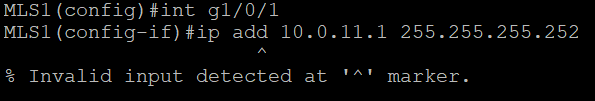 MLS1(config)#int g1/0/1
MLS1(config-if)#ip add 10.0.11.1 255.255.255.252
^
% Invalid input detected at '^' marker.